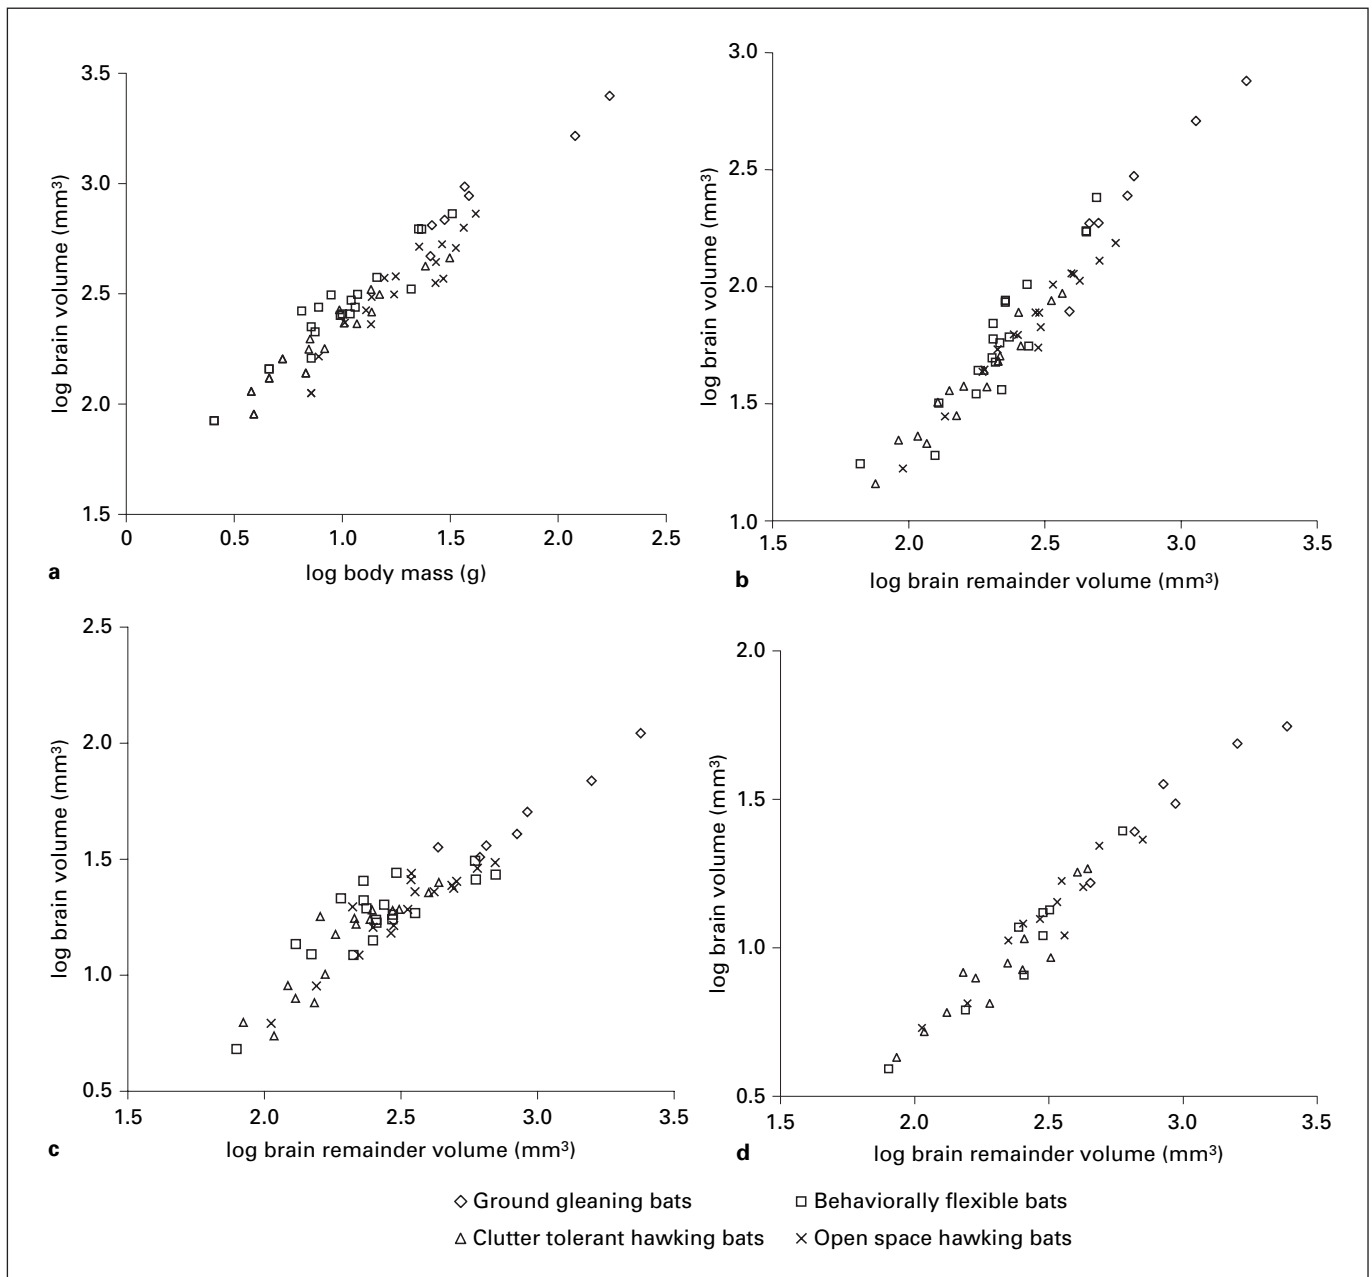 3.5
3.0
2.5
2.0
1.5
0
0.5
1.0
1.5
2.0
2.5
log brain volume (mm³)
log body mass (g)
a
3.0
2.5
2.0
1.5
1.0
1.5
2.0
2.5
3.0
3.5
log brain volume (mm³)
log brain remainder volume (mm³)
b
2.5
2.0
1.5
1.0
0.5
1.5
2.0
2.5
3.0
3.5
log brain volume (mm³)
log brain remainder volume (mm³)
c
2.0
1.5
1.0
0.5
1.5
2.0
2.5
3.0
3.5
log brain volume (mm³)
log brain remainder volume (mm³)
d
Ground gleaning bats
Behaviorally flexible bats
Clutter tolerant hawking bats
Open space hawking bats